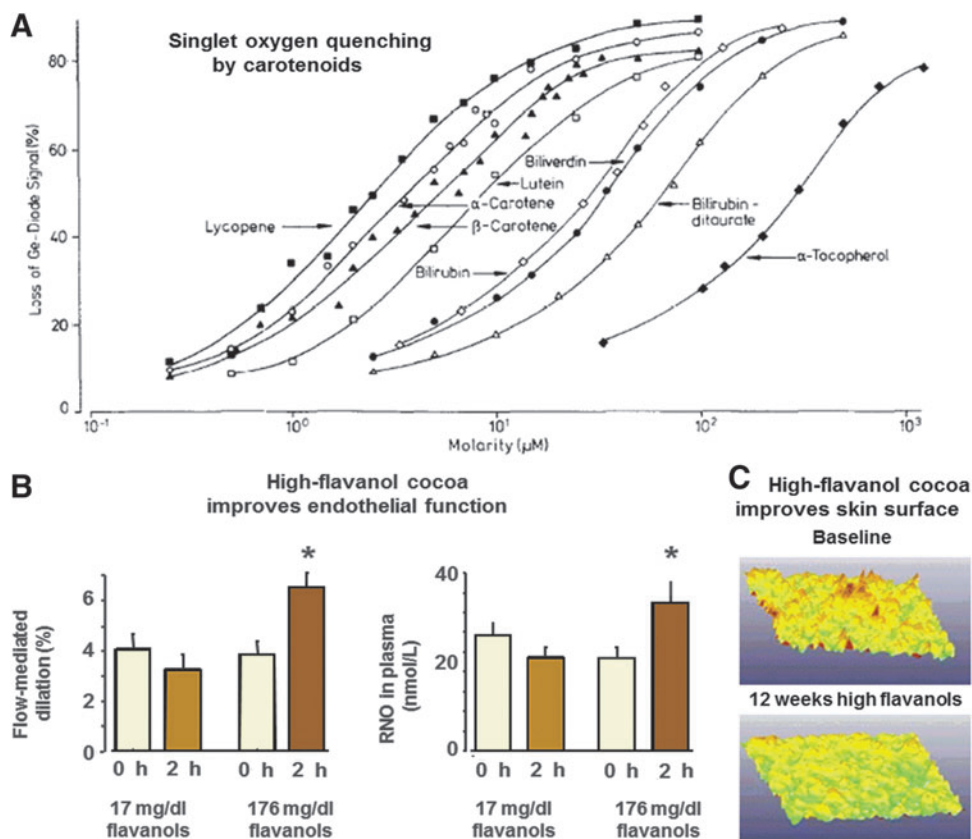 A
Singlet oxygen quenching
by carotenoids
Loss of Ge-Diode Signal (%)
80
60
40
20
0
Lycopene
α-Carotene
β-Carotene
Lutein
Biliverdin
Bilirubin
Bilirubin-
ditaurate
α-Tocopherol
10⁻¹
10⁰
10¹
10²
10³
Molarity (μM)
B
High-flavanol cocoa
improves endothelial function
Flow-mediated
dilation (%)
6
4
2
0
*
0 h
2 h
0 h
2 h
17 mg/dl
flavanols
176 mg/dl
flavanols
RNO in plasma
(nmol/L)
40
20
0
*
0 h
2 h
0 h
2 h
17 mg/dl
flavanols
176 mg/dl
flavanols
C
High-flavanol cocoa
improves skin surface
Baseline
12 weeks high flavanols